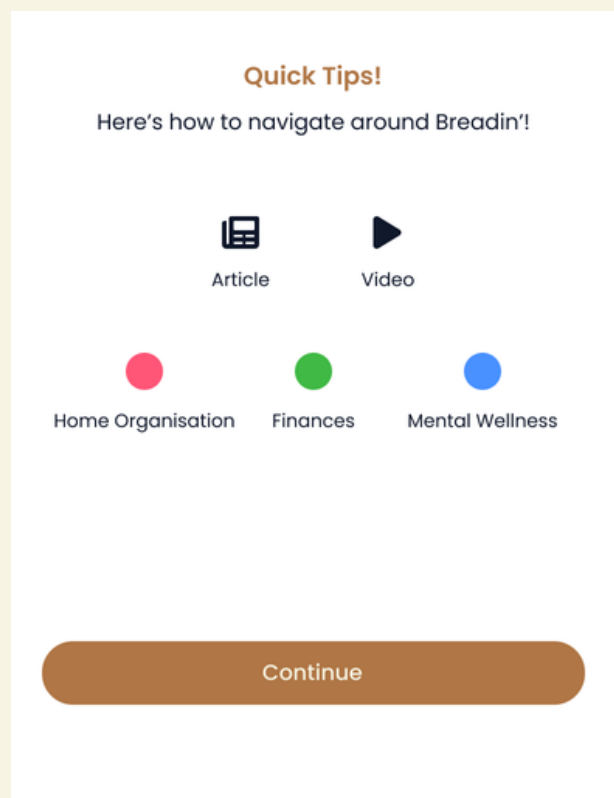 Quick Tips!
Here’s how to navigate around Breadin’!
Article Video
Home Organisation Finances Mental Wellness
Continue